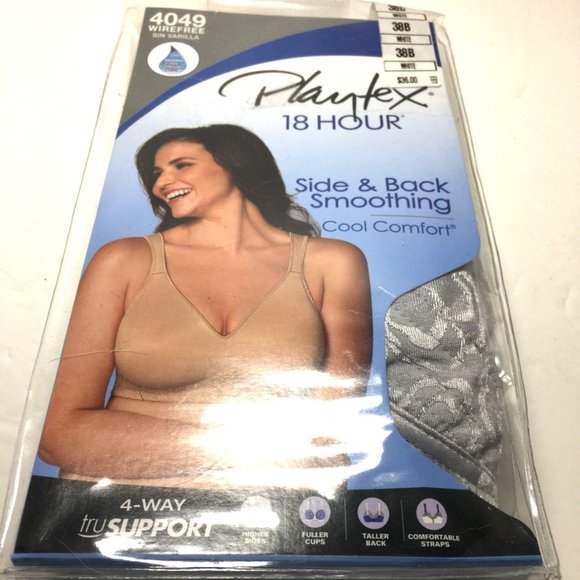 4049
WIREFREE
SIN VARILLA
38B
WHITE
38B
WHITE
38B
WHITE
$36.00
Playtex®
18 HOUR®
Side & Back
Smoothing
Cool Comfort®
4-WAY
truSUPPORT
HIGHER
SIDES
FULLER
CUPS
TALLER
BACK
COMFORTABLE
STRAPS